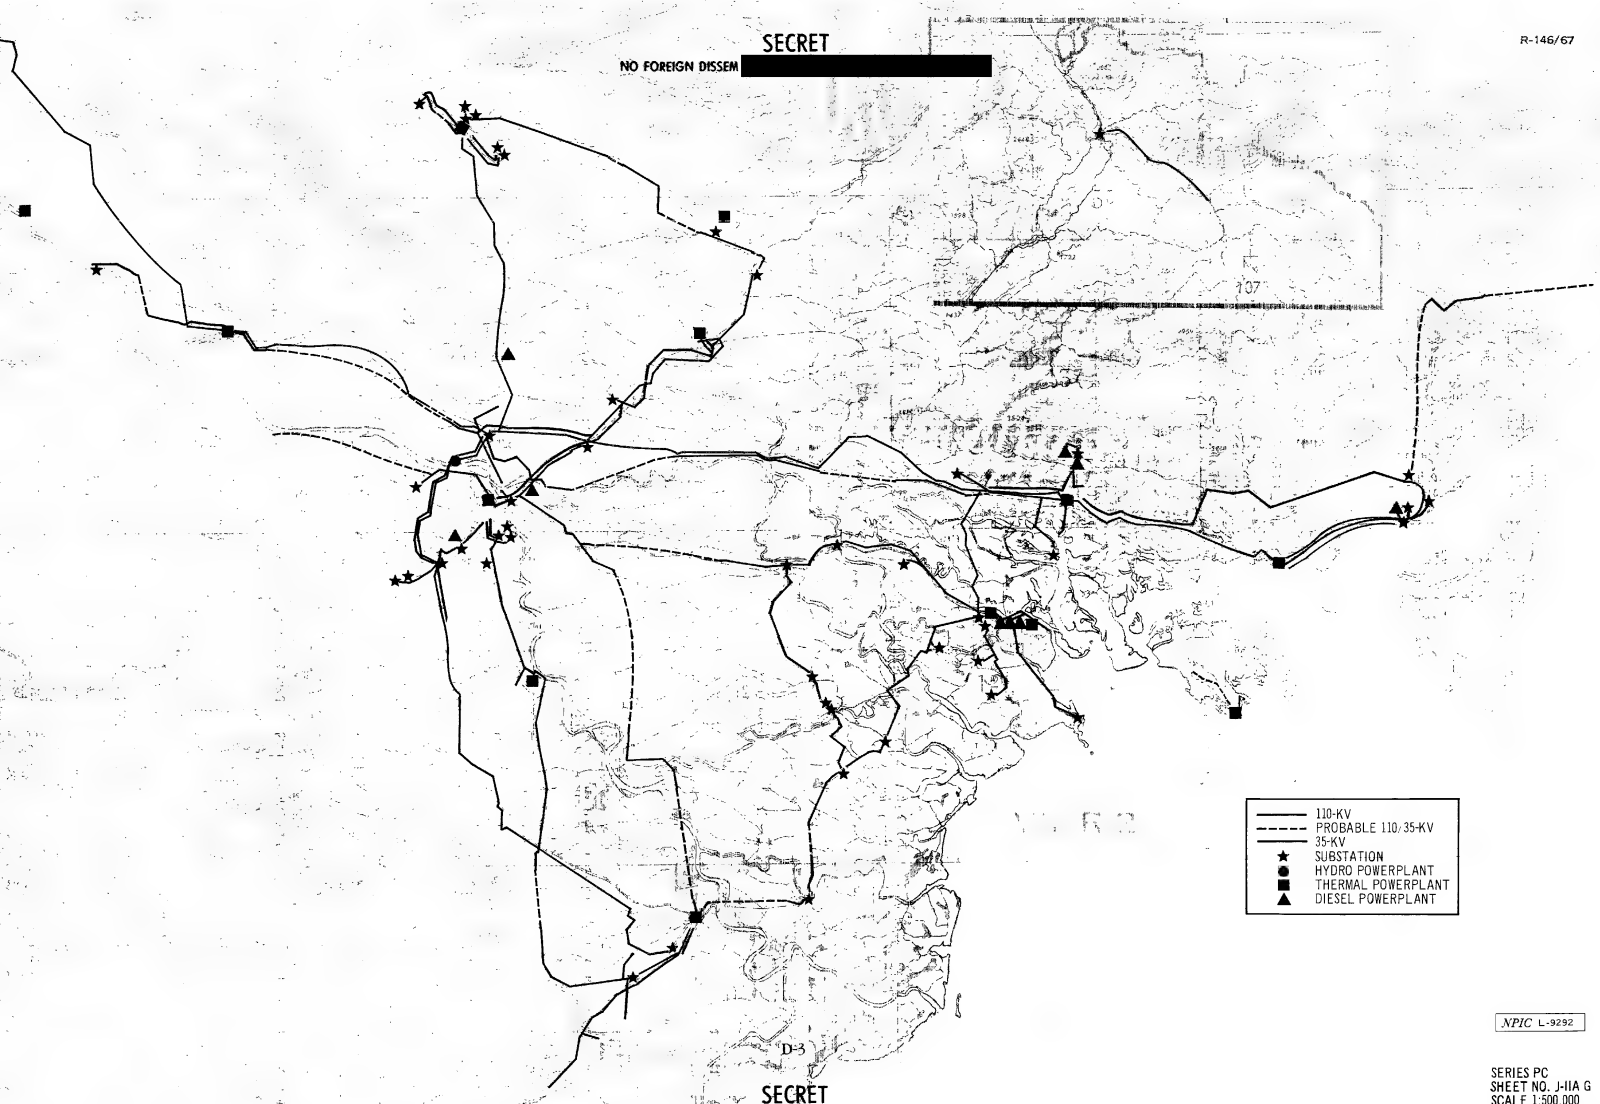 SECRET
NO FOREIGN DISSEM
R-146/67
107
110-KV
PROBABLE 110/35-KV
35-KV
SUBSTATION
HYDRO POWERPLANT
THERMAL POWERPLANT
DIESEL POWERPLANT
NPIC L-9292
D-3
SECRET
SERIES PC
SHEET NO. J-11A G
SCALE 1:500,000